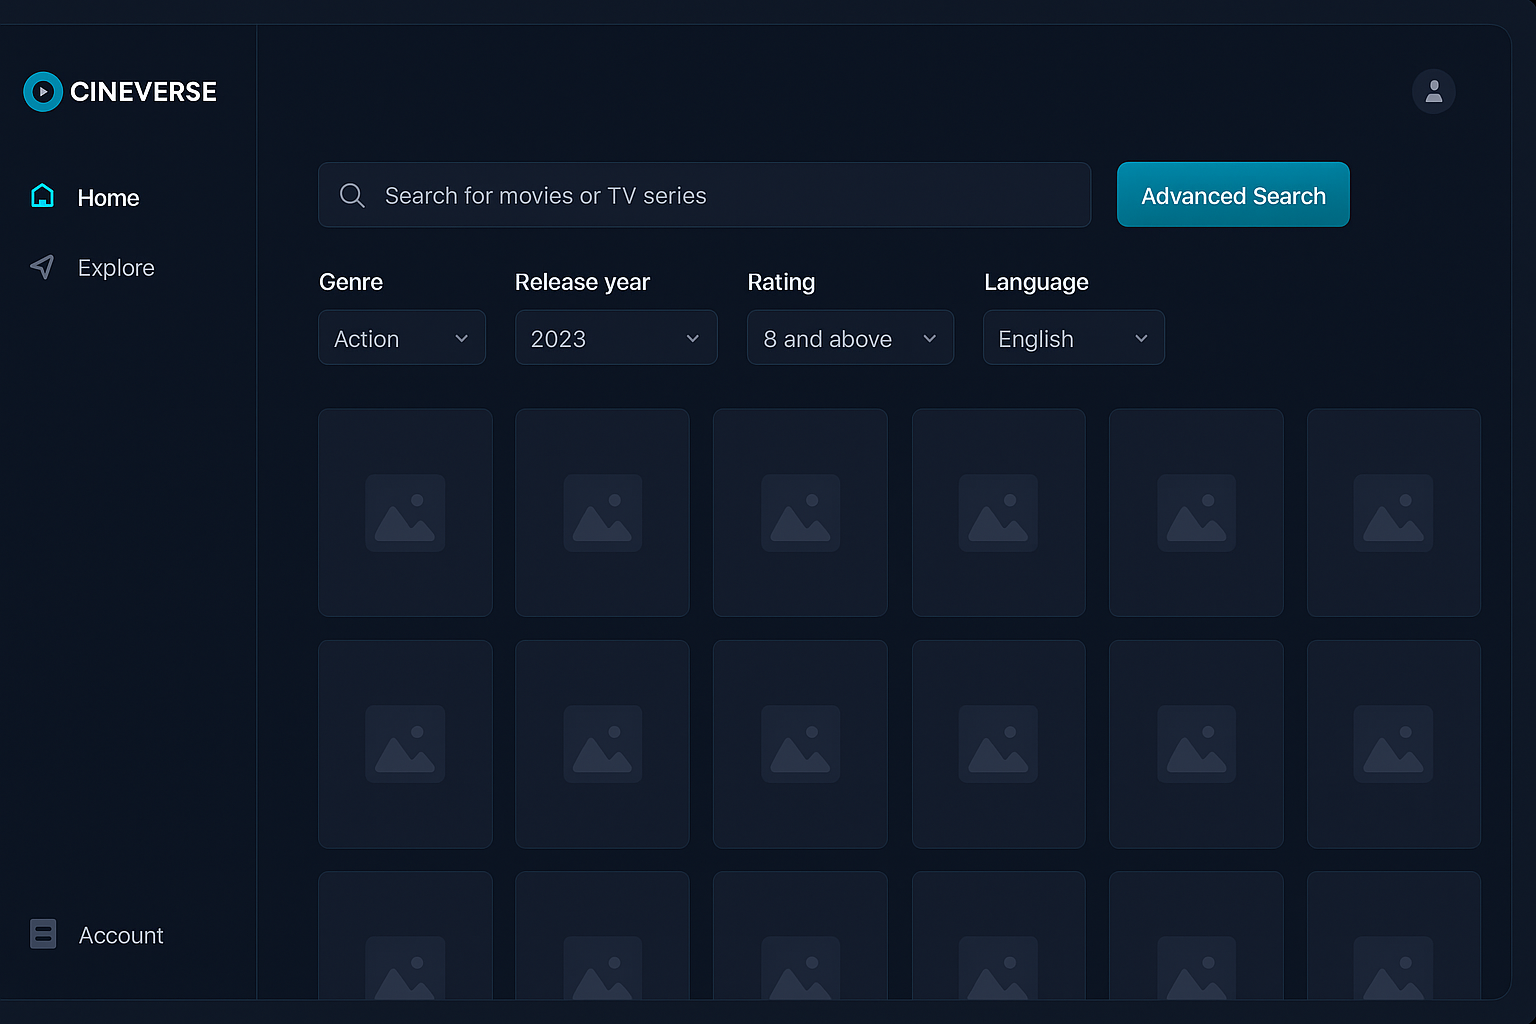 CINEVERSE
Home
Explore
Account
Search for movies or TV series
Advanced Search
Genre
Release year
Rating
Language
Action
2023
8 and above
English